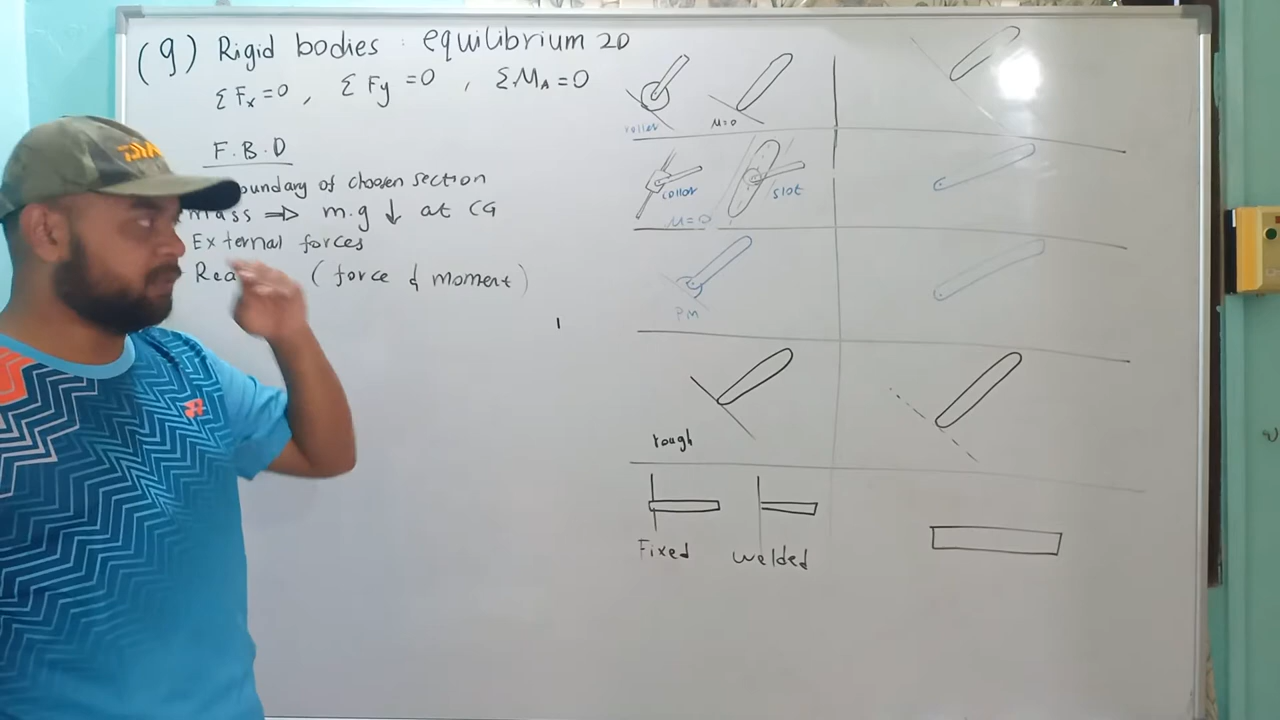 (9) Rigid bodies : equilibrium 2D
ΣFx=0 , ΣFy=0 , ΣMA=0
F.B.D
oundary of choosen section
mass ⇒ m.g ↓ at CG
External forces
Rea (force & moment)
roller μ=0
collar slot
μ=0
PM
rough
Fixed welded